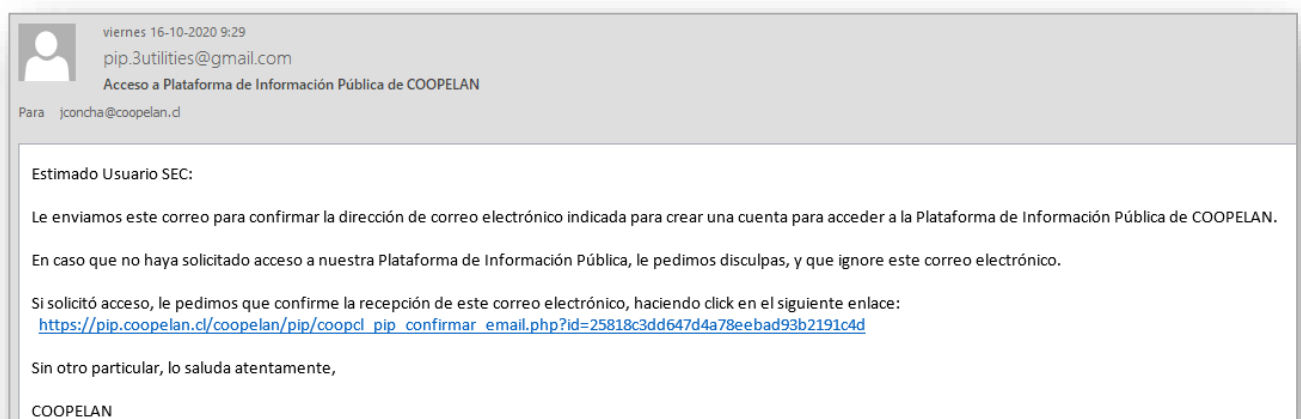 viernes 16-10-2020 9:29
pip.3utilities@gmail.com
Acceso a Plataforma de Información Pública de COOPELAN
Para jconcha@coopelan.cl
Estimado Usuario SEC:
Le enviamos este correo para confirmar la dirección de correo electrónico indicada para crear una cuenta para acceder a la Plataforma de Información Pública de COOPELAN.
En caso que no haya solicitado acceso a nuestra Plataforma de Información Pública, le pedimos disculpas, y que ignore este correo electrónico.
Si solicitó acceso, le pedimos que confirme la recepción de este correo electrónico, haciendo click en el siguiente enlace:
https://pip.coopelan.cl/coopelan/pip/coopcl_pip_confirmar_email.php?id=25818c3dd647d4a78eebad93b2191c4d
Sin otro particular, lo saluda atentamente,
COOPELAN